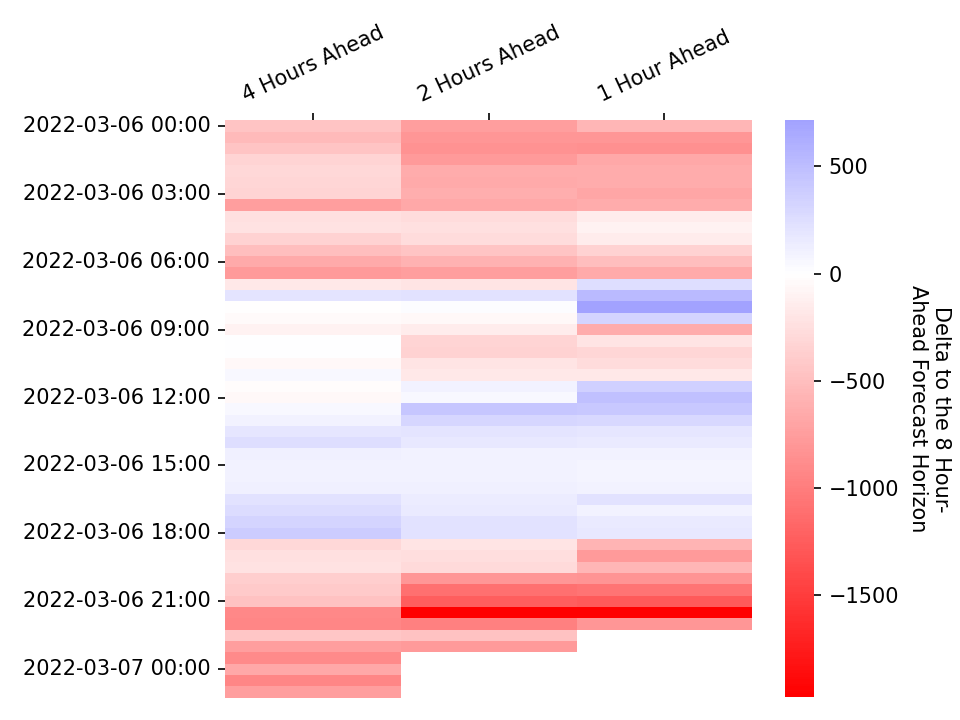 4 Hours Ahead
2 Hours Ahead
1 Hour Ahead
2022-03-06 00:00
2022-03-06 03:00
2022-03-06 06:00
2022-03-06 09:00
2022-03-06 12:00
2022-03-06 15:00
2022-03-06 18:00
2022-03-06 21:00
2022-03-07 00:00
500
0
−500
−1000
−1500
Delta to the 8 Hour-
Ahead Forecast Horizon